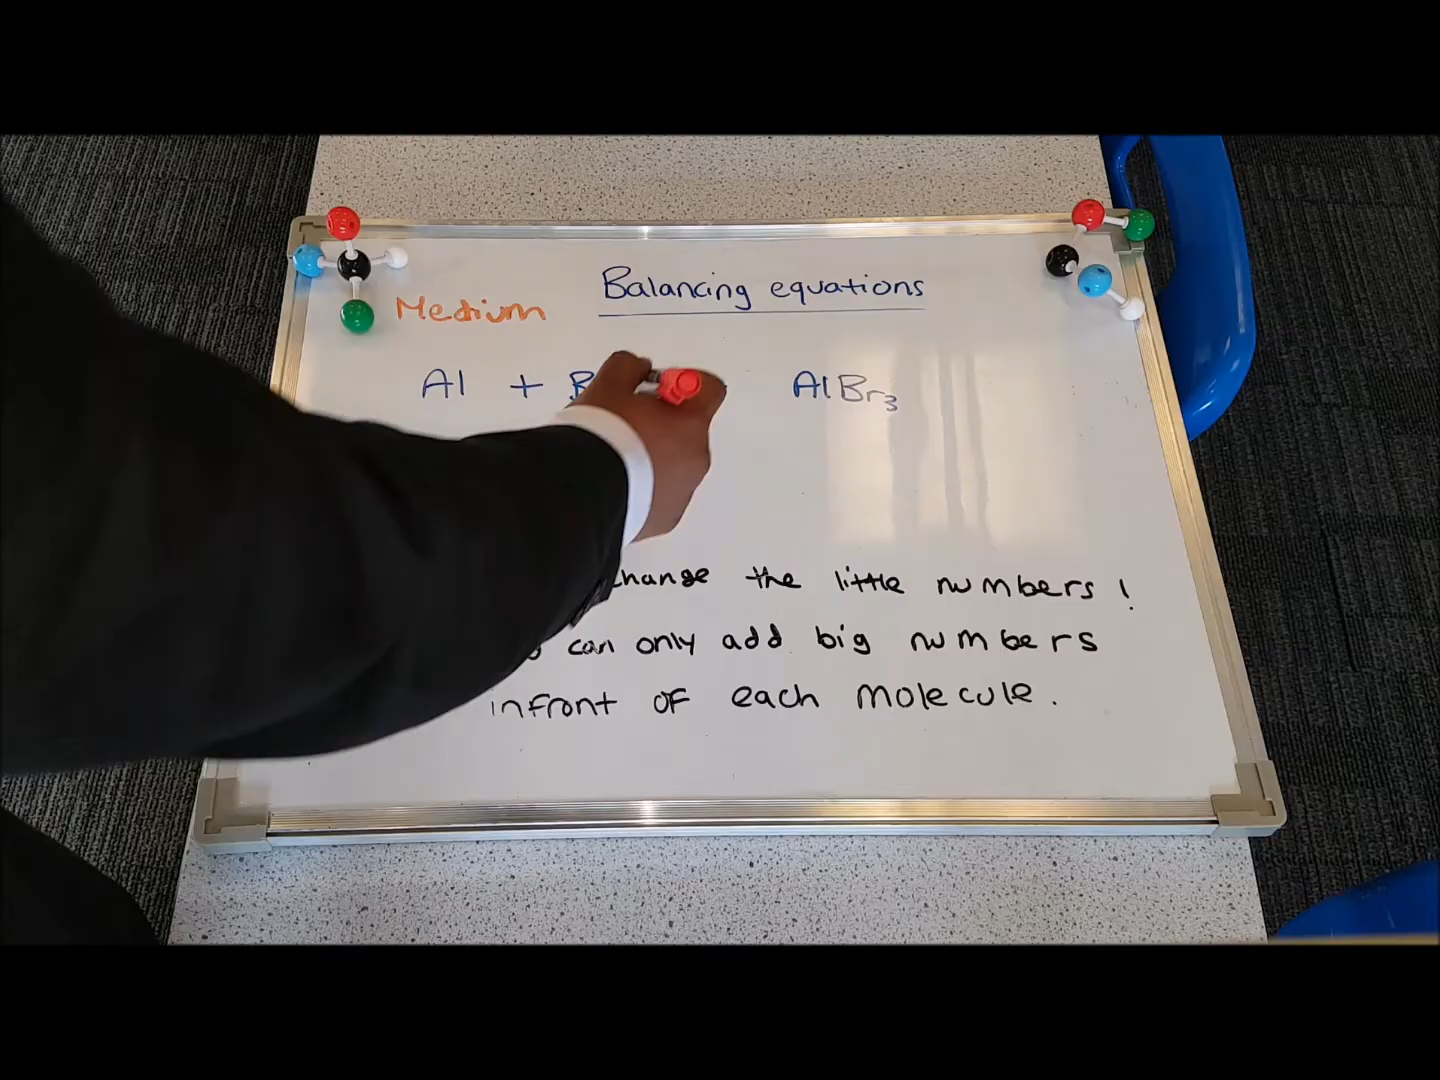 Balancing equations
Medium
Al + AlBr₃
change the little numbers !
can only add big numbers
infront of each molecule.